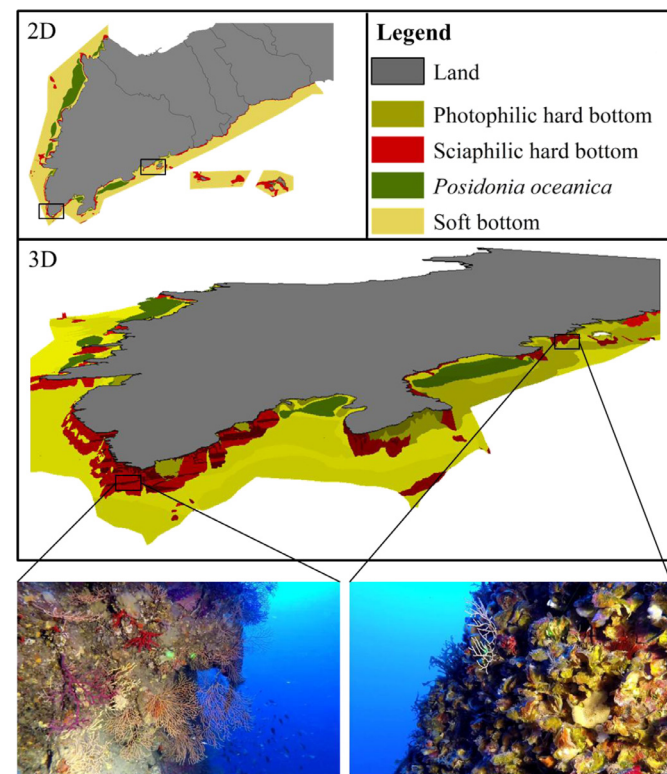 2D
Legend
Land
Photophilic hard bottom
Sciaphilic hard bottom
Posidonia oceanica
Soft bottom
3D